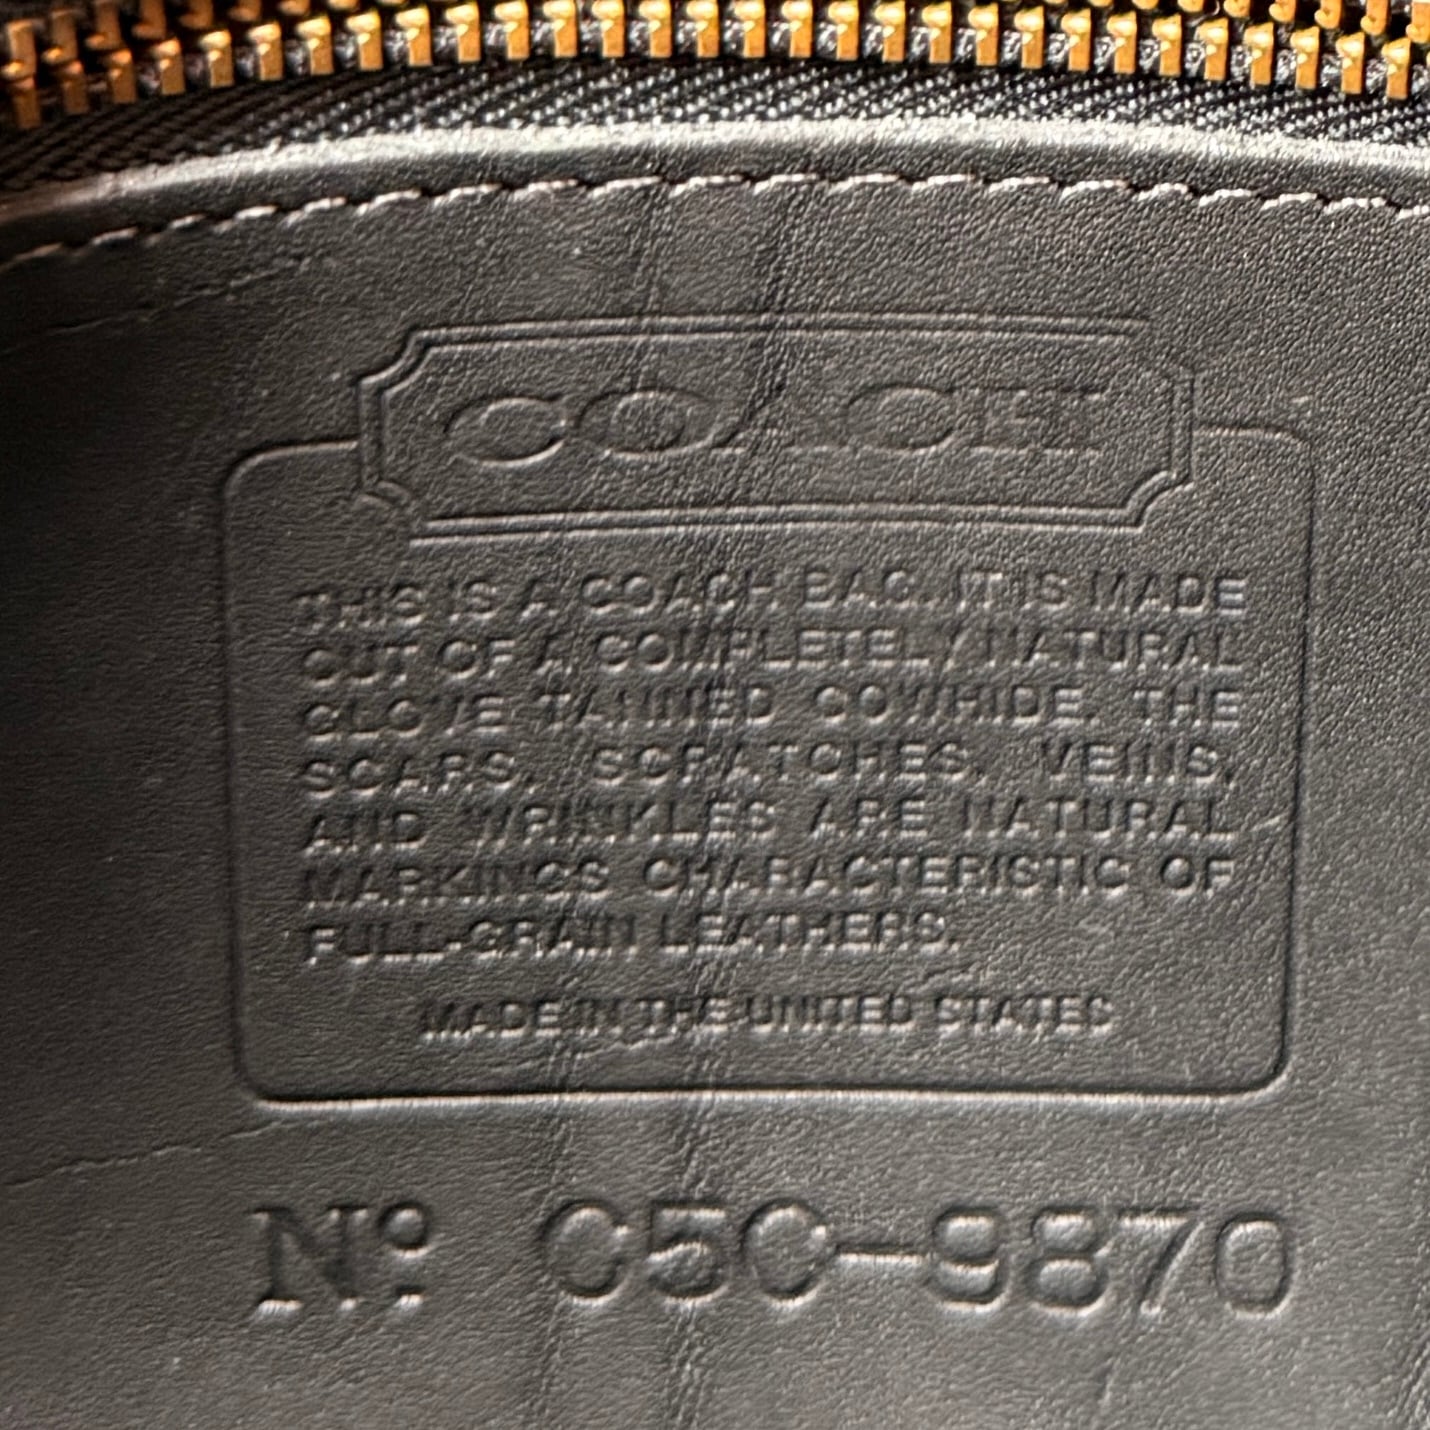 COACH
THIS IS A COACH BAG. IT IS MADE
OUT OF A COMPLETELY NATURAL
GLOVE TANNED COWHIDE. THE
SCARS, SCRATCHES, VEINS,
AND WRINKLES ARE NATURAL
MARKINGS CHARACTERISTIC OF
FULL-GRAIN LEATHERS.
MADE IN THE UNITED STATES
Nº C5C-9870